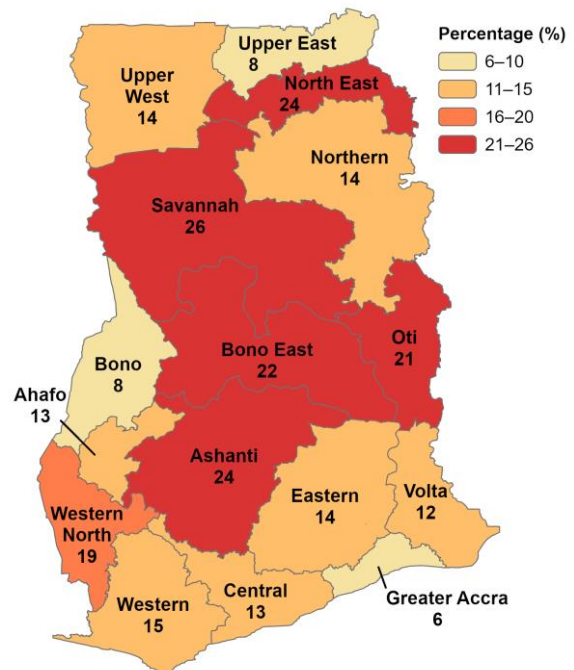 Percentage (%)
6–10
11–15
16–20
21–26
Upper East
8
Upper
West
14
North East
24
Northern
14
Savannah
26
Bono East
22
Oti
21
Bono
8
Ahafo
13
Ashanti
24
Eastern
14
Volta
12
Western
North
19
Western
15
Central
13
Greater Accra
6